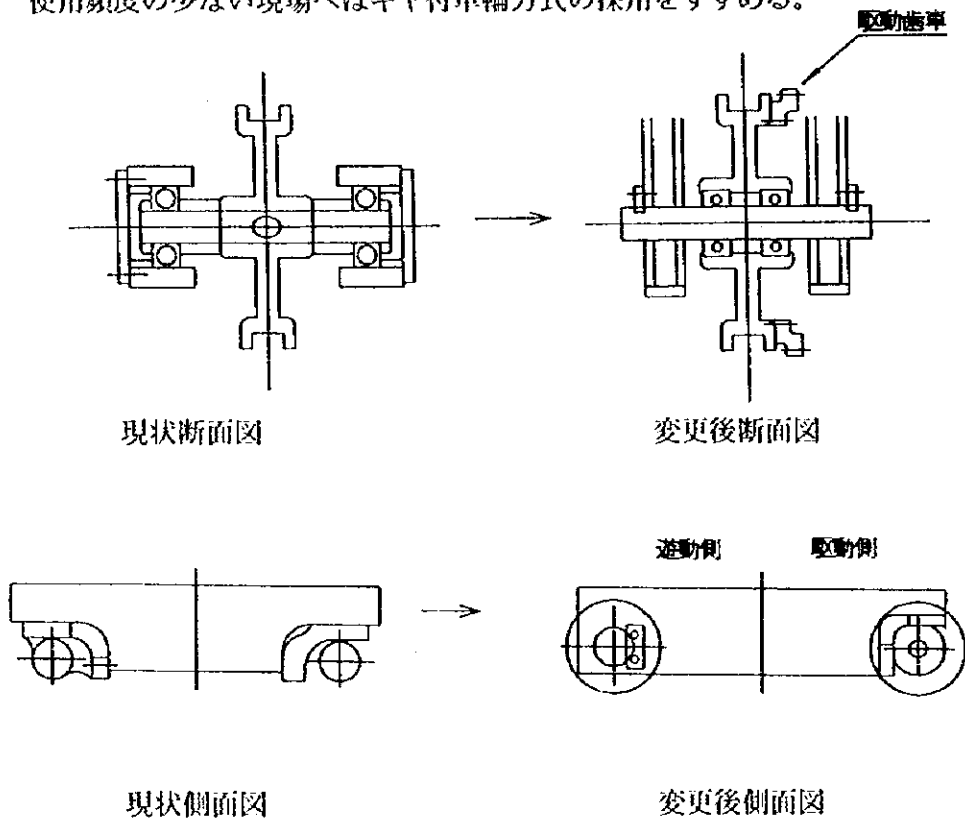 使用頻度の少ない現場へはギヤ付車輪方式の採用をすすめる。
駆動歯車
現状断面図
変更後断面図
遊動側
駆動側
現状側面図
変更後側面図